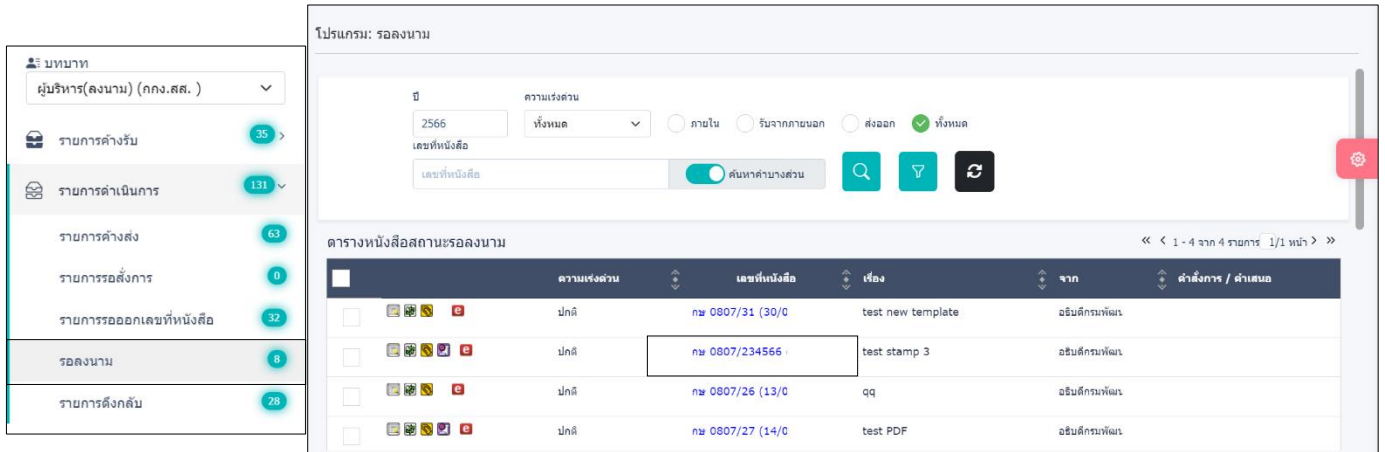 บทบาท
ผู้บริหาร(ลงนาม) (กกง.สส. )
รายการค้างรับ 35
รายการดำเนินการ 131
รายการค้างส่ง 63
รายการรอสั่งการ 0
รายการรอออกเลขที่หนังสือ 32
รอลงนาม 8
รายการดึงกลับ 28
โปรแกรม: รอลงนาม
ปี ความเร่งด่วน
2566 ทั้งหมด ภายใน รับจากภายนอก ส่งออก ทั้งหมด
เลขที่หนังสือ
เลขที่หนังสือ ค้นหาคำบางส่วน
ตารางหนังสือสถานะรอลงนาม « < 1 - 4 จาก 4 รายการ 1/1 หน้า > »
ความเร่งด่วน เลขที่หนังสือ เรื่อง จาก คำสั่งการ / คำเสนอ
e ปกติ กษ 0807/31 (30/0 test new template อธิบดีกรมพัฒน
e ปกติ กษ 0807/234566 ( test stamp 3 อธิบดีกรมพัฒน
e ปกติ กษ 0807/26 (13/0 qq อธิบดีกรมพัฒน
e ปกติ กษ 0807/27 (14/0 test PDF อธิบดีกรมพัฒน